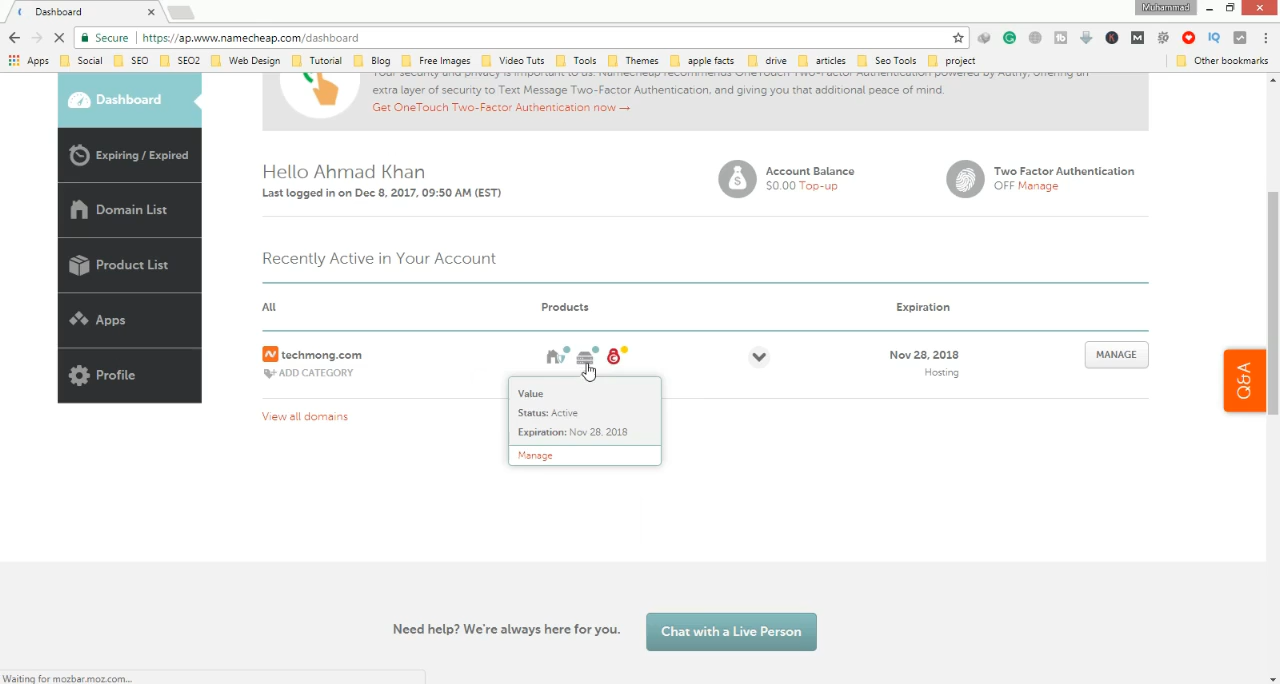 Dashboard
Muhammad
Secure https://ap.www.namecheap.com/dashboard
Apps Social SEO SEO2 Web Design Tutorial Blog Free Images Video Tuts Tools Themes apple facts drive articles Seo Tools project Other bookmarks
Your security and privacy is important to us. Namecheap recommends OneTouch Two-Factor Authentication powered by Authy, offering an
extra layer of security to Text Message Two-Factor Authentication, and giving you that additional peace of mind.
Get OneTouch Two-Factor Authentication now →
Dashboard
Expiring / Expired
Domain List
Product List
Apps
Profile
Hello Ahmad Khan
Last logged in on Dec 8, 2017, 09:50 AM (EST)
Account Balance
$0.00 Top-up
Two Factor Authentication
OFF Manage
Recently Active in Your Account
All Products Expiration
techmong.com
ADD CATEGORY
Nov 28, 2018
Hosting
MANAGE
View all domains
Value
Status: Active
Expiration: Nov 28, 2018
Manage
Q&A
Need help? We're always here for you.
Chat with a Live Person
Waiting for mozbar.moz.com...